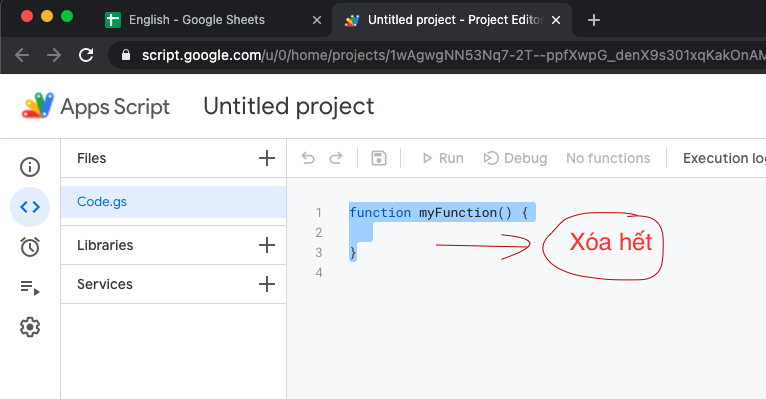 English - Google Sheets
Untitled project - Project Editor
script.google.com/u/0/home/projects/1wAgwgNN53Nq7-2T--ppfXwpG_denX9s301xqKakOnAM
Apps Script
Untitled project
Files
Run
Debug
No functions
Execution log
Code.gs
Libraries
Services
1
function myFunction() {
2
3
}
4
Xóa hết